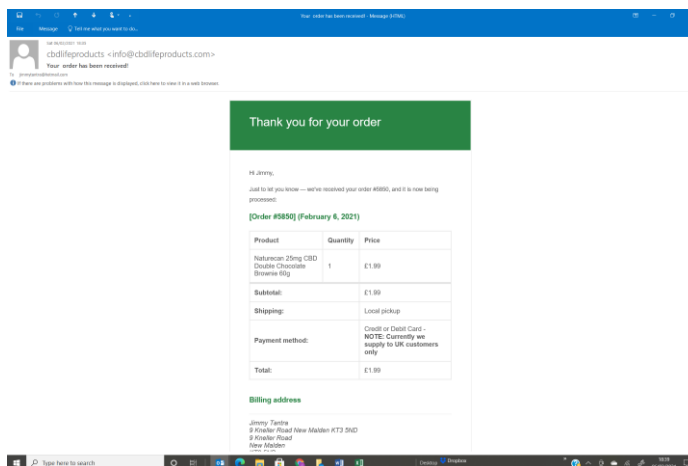 Your order has been received! - Message (HTML)
File Message Tell me what you want to do...
cbdlifeproducts <info@cbdlifeproducts.com>
Your order has been received!
To
If there are problems with how this message is displayed, click here to view it in a web browser.
Thank you for your order
Hi Jimmy,
Just to let you know — we've received your order #5850, and it is now being
processed:
[Order #5850] (February 6, 2021)
Product Quantity Price
Naturecan 25mg CBD
Double Chocolate
Brownie 60g
1 £1.99
Subtotal: £1.99
Shipping: Local pickup
Payment method:
Credit or Debit Card -
NOTE: Currently we
supply to UK customers
only
Total: £1.99
Billing address
Jimmy Tantra
9 Kneller Road New Malden KT3 5ND
9 Kneller Road
New Malden
Type here to search
Desktop Dropbox